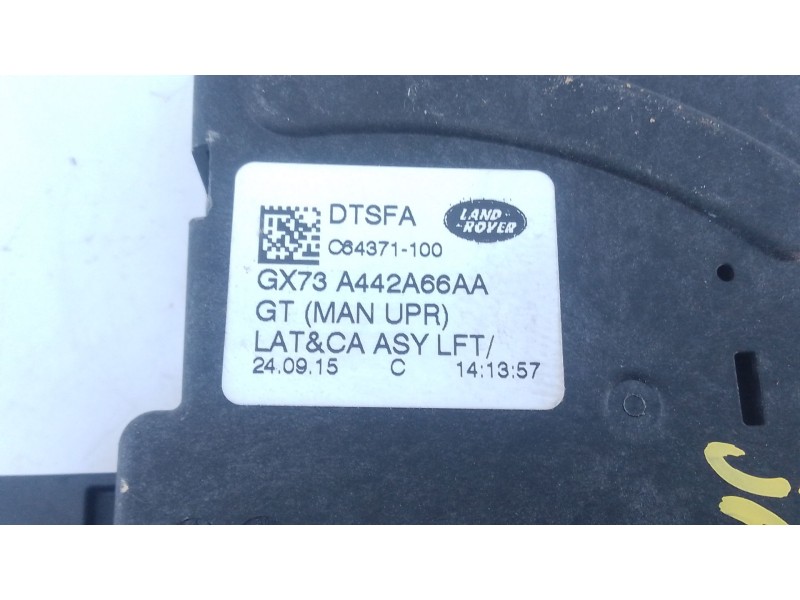 DTSFA
LAND
ROVER
C64371-100
GX73 A442A66AA
GT (MAN UPR)
LAT&CA ASY LFT/
24.09.15 C 14:13:57